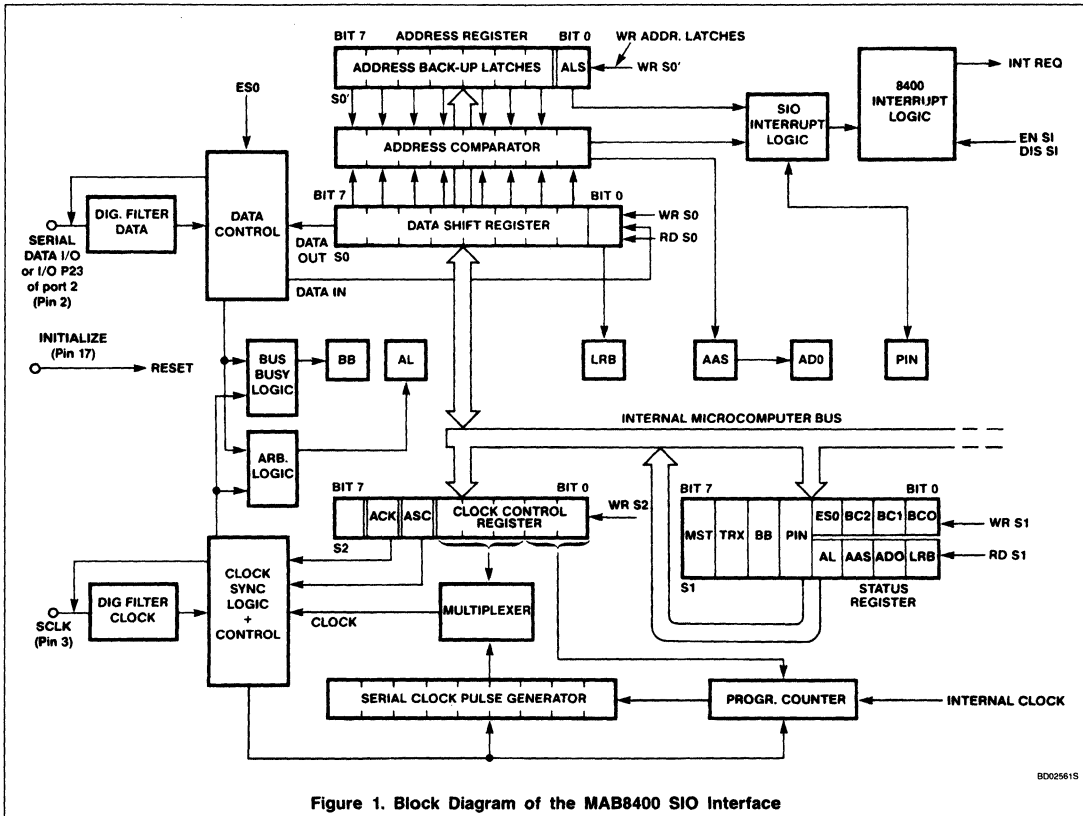 BIT 7 ADDRESS REGISTER BIT 0
WR ADDR. LATCHES
ADDRESS BACK-UP LATCHES ALS
WR S0'
S0'
INT REQ
8400
INTERRUPT
LOGIC
SIO
INTERRUPT
LOGIC
EN SI
DIS SI
ES0
ADDRESS COMPARATOR
BIT 7 BIT 0
DATA SHIFT REGISTER
WR S0
RD S0
DATA
OUT S0
DATA IN
DIG. FILTER
DATA
DATA
CONTROL
SERIAL
DATA I/O
or I/O P23
of port 2
(Pin 2)
INITIALIZE
(Pin 17)
RESET
BUS
BUSY
LOGIC
BB
AL
LRB
AAS
AD0
PIN
ARB.
LOGIC
INTERNAL MICROCOMPUTER BUS
BIT 7 BIT 0
ACK ASC CLOCK CONTROL
REGISTER
WR S2
S2
BIT 7 BIT 0
MST TRX BB PIN
ES0 BC2 BC1 BCO
WR S1
AL AAS ADO LRB
RD S1
S1
STATUS
REGISTER
CLOCK
SYNC
LOGIC
+
CONTROL
DIG FILTER
CLOCK
SCLK
(Pin 3)
CLOCK
MULTIPLEXER
SERIAL CLOCK PULSE GENERATOR
PROGR. COUNTER
INTERNAL CLOCK
BD02561S
Figure 1. Block Diagram of the MAB8400 SIO Interface